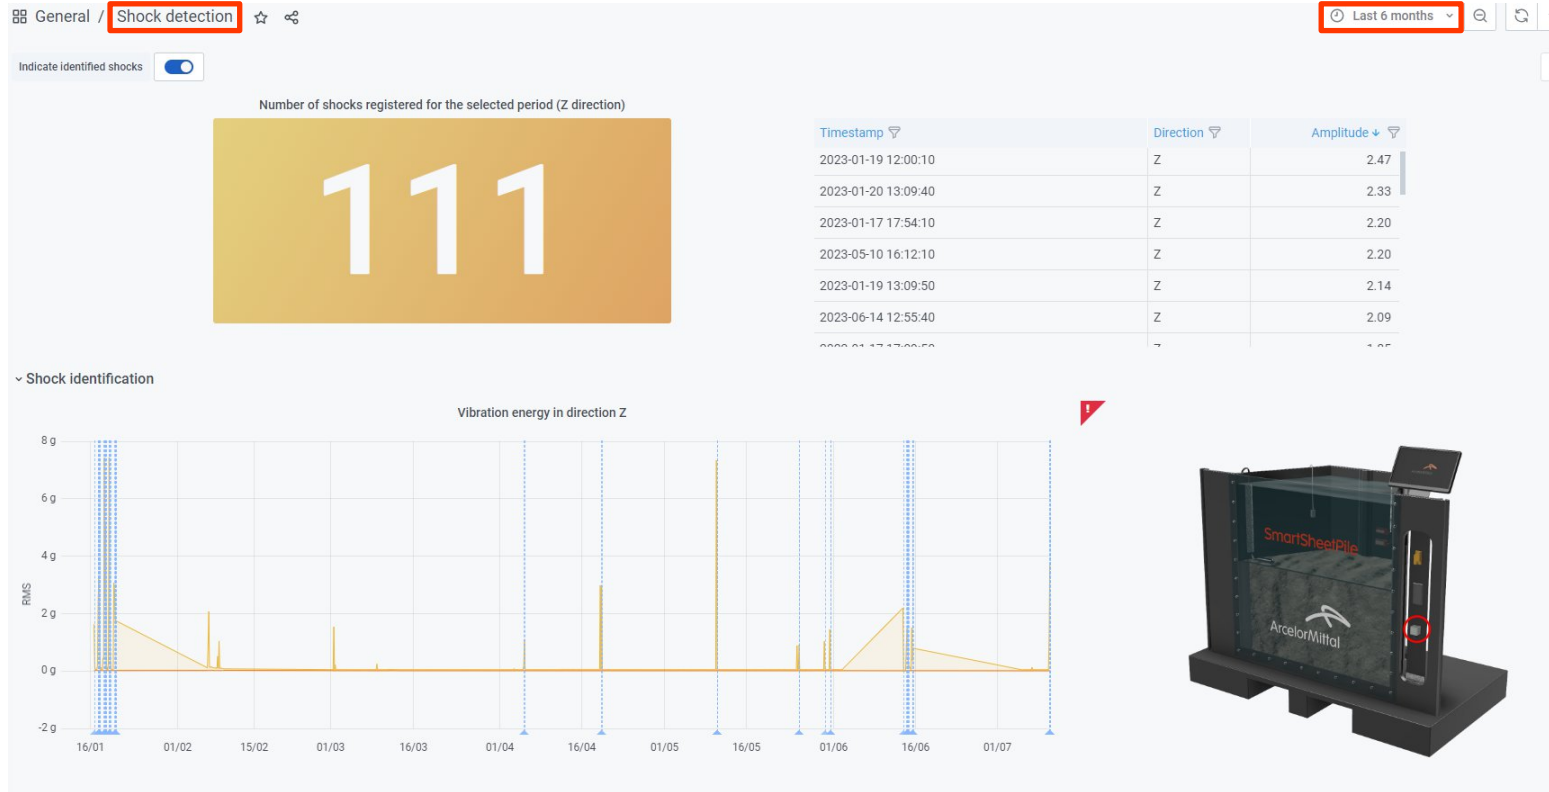 General / Shock detection
Last 6 months
Indicate identified shocks
Number of shocks registered for the selected period (Z direction)
111
Timestamp Direction Amplitude
2023-01-19 12:00:10 Z 2.47
2023-01-20 13:09:40 Z 2.33
2023-01-17 17:54:10 Z 2.20
2023-05-10 16:12:10 Z 2.20
2023-01-19 13:09:50 Z 2.14
2023-06-14 12:55:40 Z 2.09
Shock identification
Vibration energy in direction Z
!
8 g
6 g
4 g
2 g
0 g
-2 g
RMS
16/01 01/02 15/02 01/03 16/03 01/04 16/04 01/05 16/05 01/06 16/06 01/07
SmartSheetPile
ArcelorMittal